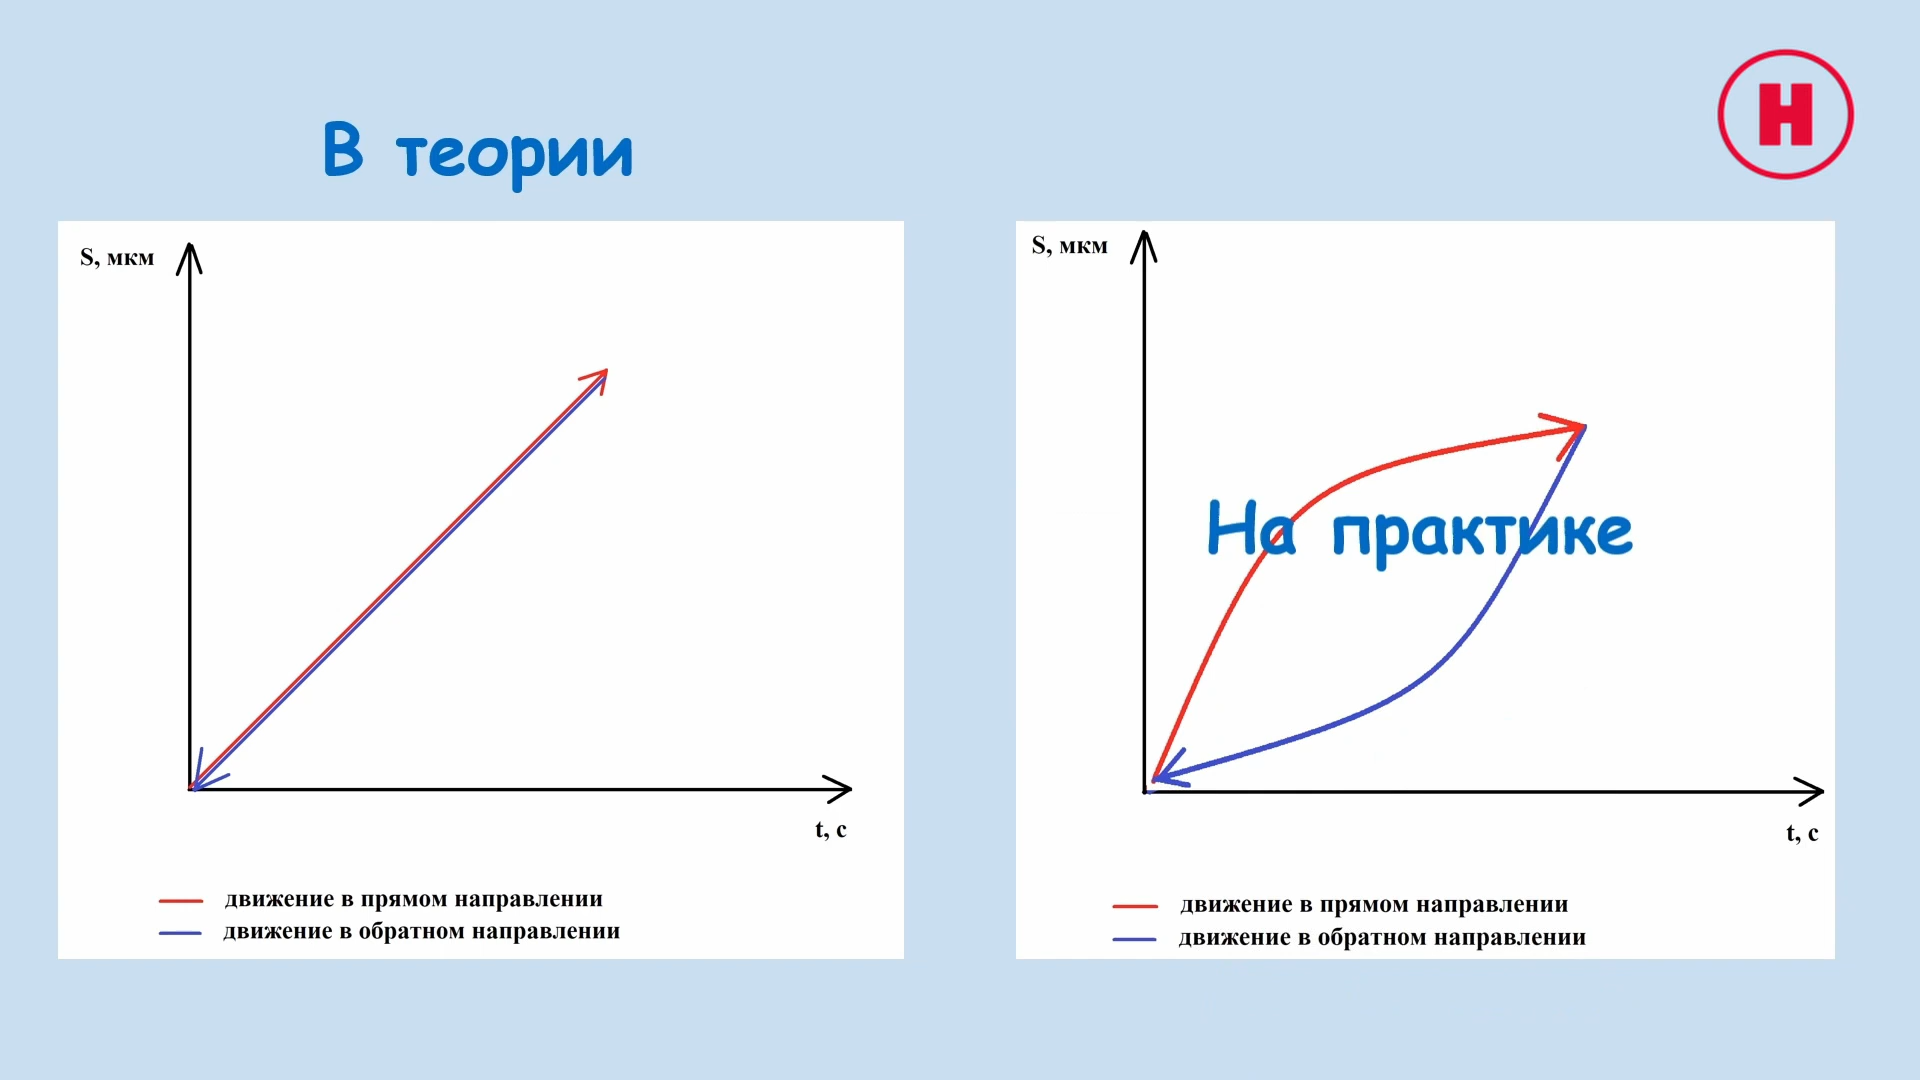 В теории
Н
S, мкм
t, с
движение в прямом направлении
движение в обратном направлении
S, мкм
На практике
t, с
движение в прямом направлении
движение в обратном направлении